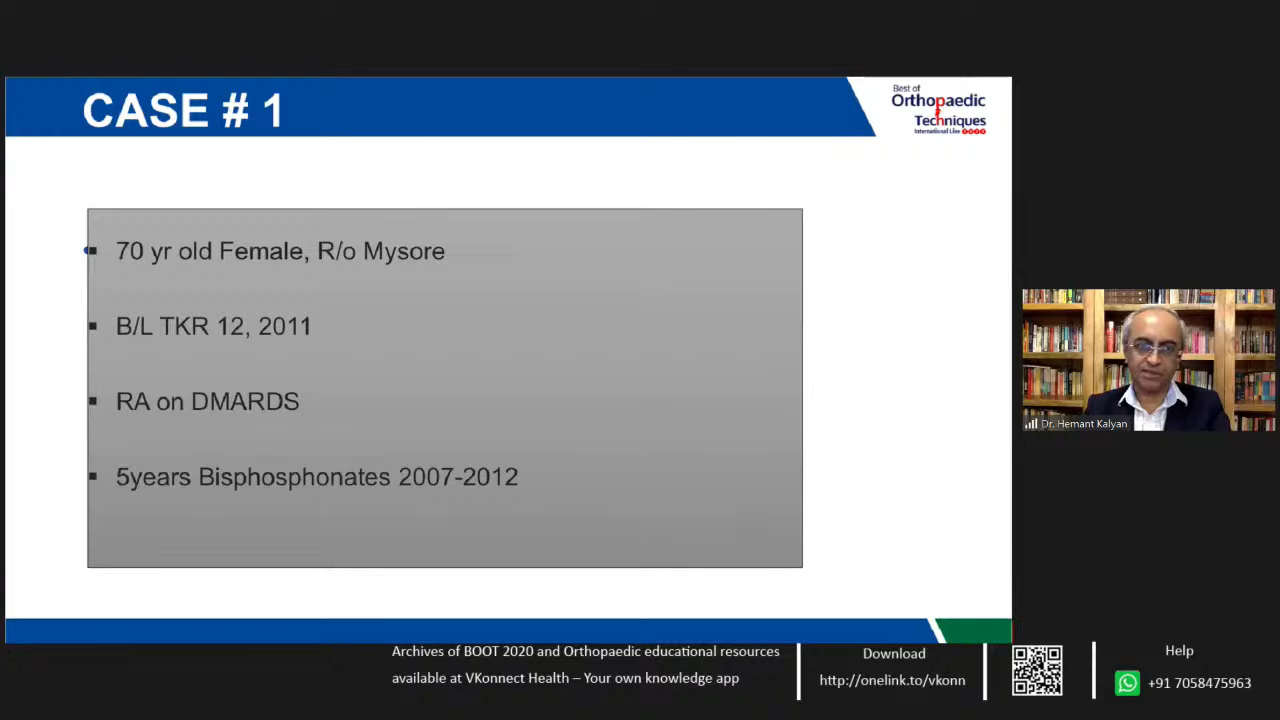 CASE # 1
Best of
Orthopaedic
Techniques
International Live
70 yr old Female, R/o Mysore
B/L TKR 12, 2011
RA on DMARDS
5years Bisphosphonates 2007-2012
Dr. Hemant Kalyan
Archives of BOOT 2020 and Orthopaedic educational resources
available at VKonnect Health – Your own knowledge app
Download
http://onelink.to/vkonn
Help
+91 7058475963